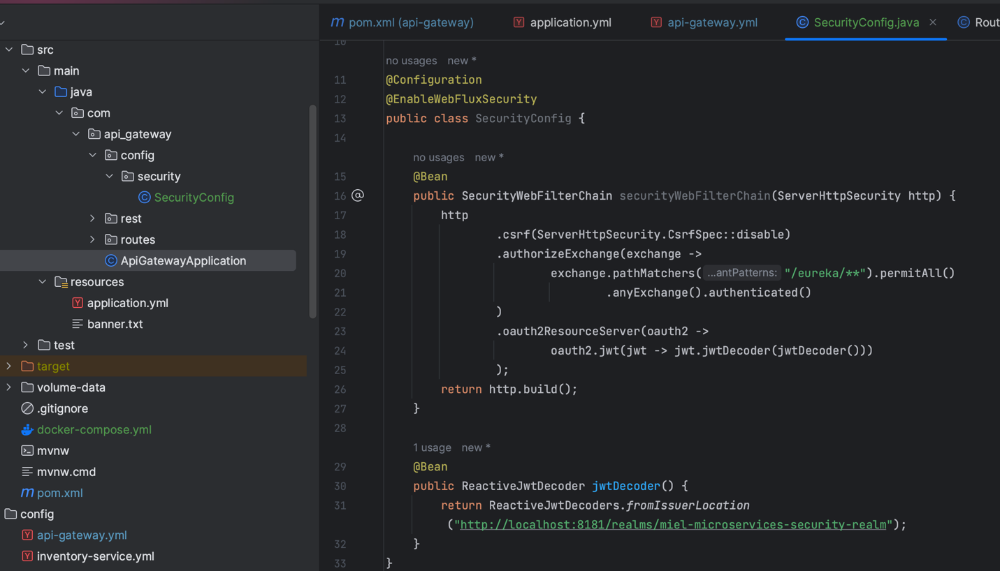 pom.xml (api-gateway)
application.yml
api-gateway.yml
SecurityConfig.java
Rout
src
main
java
com
api_gateway
config
security
SecurityConfig
rest
routes
ApiGatewayApplication
resources
application.yml
banner.txt
test
target
volume-data
.gitignore
docker-compose.yml
mvnw
mvnw.cmd
pom.xml
config
api-gateway.yml
inventory-service.yml
10
no usages new *
11 @Configuration
12 @EnableWebFluxSecurity
13 public class SecurityConfig {
14
no usages new *
15 @Bean
16 public SecurityWebFilterChain securityWebFilterChain(ServerHttpSecurity http) {
17 http
18 .csrf(ServerHttpSecurity.CsrfSpec::disable)
19 .authorizeExchange(exchange ->
20 exchange.pathMatchers( ...antPatterns: "/eureka/**").permitAll()
21 .anyExchange().authenticated()
22 )
23 .oauth2ResourceServer(oauth2 ->
24 oauth2.jwt(jwt -> jwt.jwtDecoder(jwtDecoder()))
25 );
26 return http.build();
27 }
28
1 usage new *
29 @Bean
30 public ReactiveJwtDecoder jwtDecoder() {
31 return ReactiveJwtDecoders.fromIssuerLocation
("http://localhost:8181/realms/miel-microservices-security-realm");
32 }
33 }